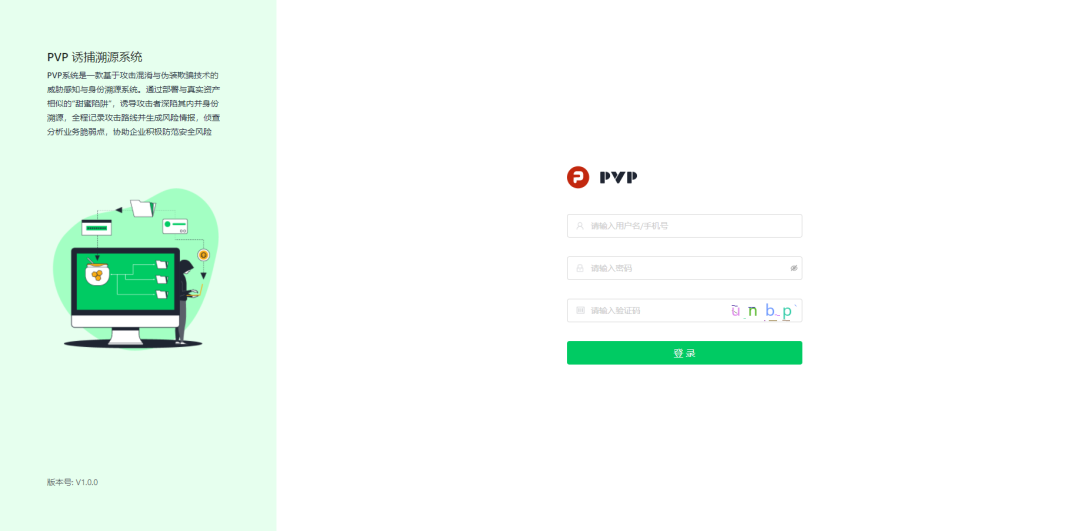 PVP 诱捕溯源系统
PVP系统是一款基于攻击混淆与伪装欺骗技术的
威胁感知与身份溯源系统。通过部署与真实资产
相似的“甜蜜陷阱”，诱导攻击者深陷其内并身份
溯源，全程记录攻击路线并生成风险情报，侦查
分析业务脆弱点，协助企业积极防范安全风险
PVP
请输入用户名/手机号
请输入密码
请输入验证码
u n b p
登 录
版本号: V1.0.0